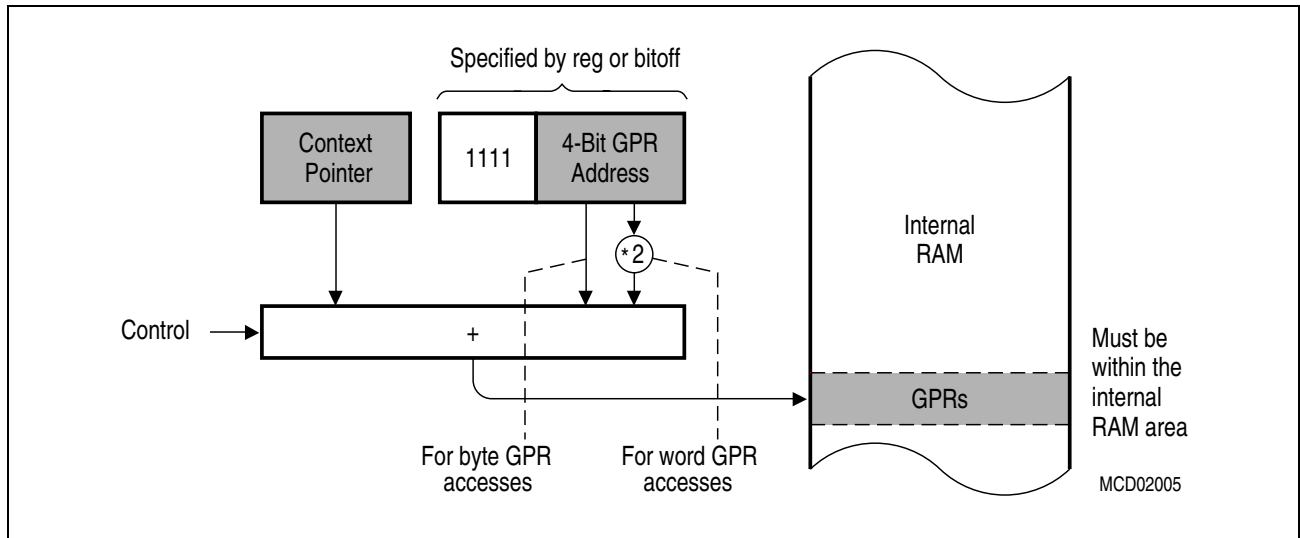 Specified by reg or bitoff
Context
Pointer
1111
4-Bit GPR
Address
*2
Control
+
Internal
RAM
GPRs
Must be
within the
internal
RAM area
For byte GPR
accesses
For word GPR
accesses
MCD02005